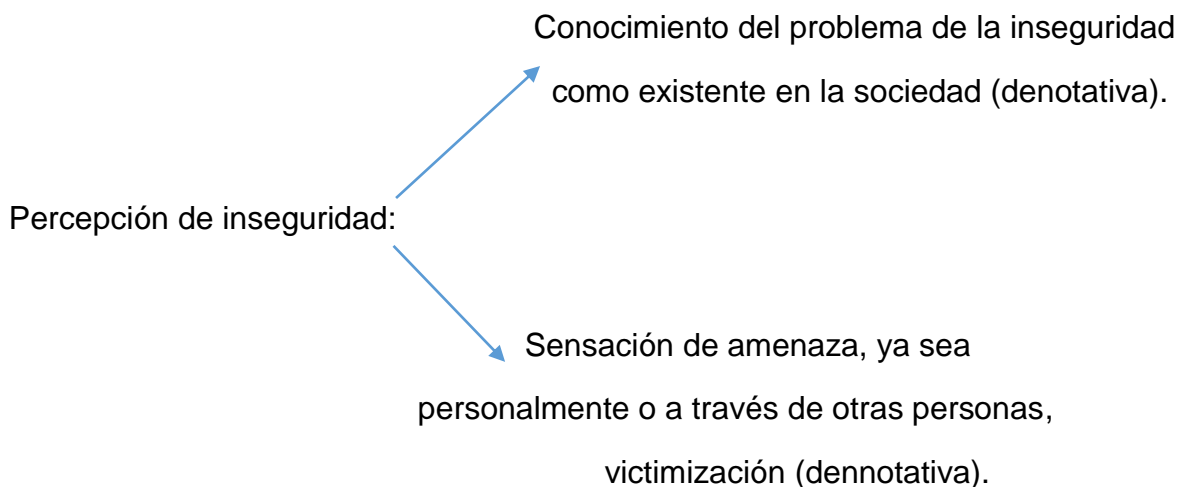 Conocimiento del problema de la inseguridad
como existente en la sociedad (denotativa).
Percepción de inseguridad:
Sensación de amenaza, ya sea
personalmente o a través de otras personas,
victimización (dennotativa).